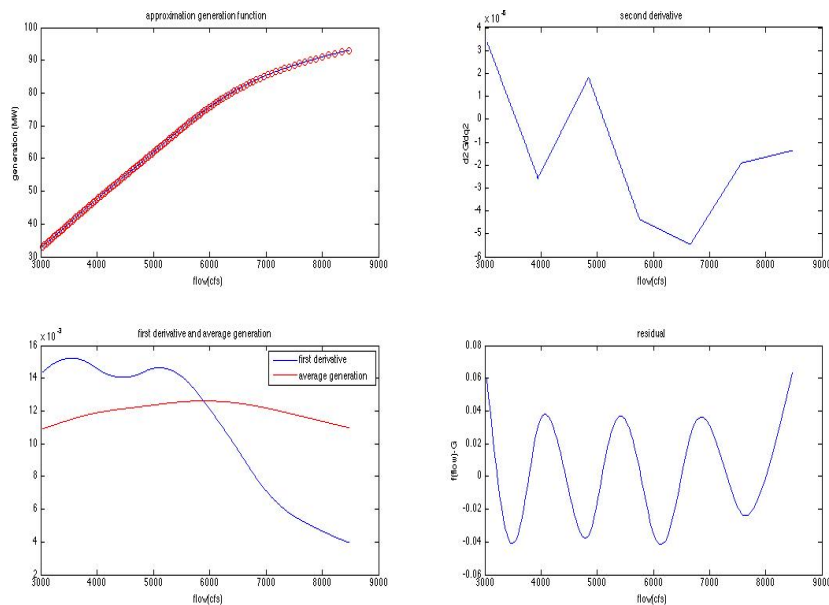 approximation generation function
100
90
80
70
60
50
40
30
generation (MW)
3000 4000 5000 6000 7000 8000 9000
flow(cfs)
second derivative
x 10^-5
4
3
2
1
0
-1
-2
-3
-4
-5
-6
d2G/dq2
3000 4000 5000 6000 7000 8000 9000
flow(cfs)
first derivative and average generation
x 10^-3
16
14
12
10
8
6
4
2
first derivative
average generation
3000 4000 5000 6000 7000 8000 9000
flow(cfs)
residual
0.08
0.06
0.04
0.02
0
-0.02
-0.04
-0.06
f(flow)-G
3000 4000 5000 6000 7000 8000 9000
flow(cfs)